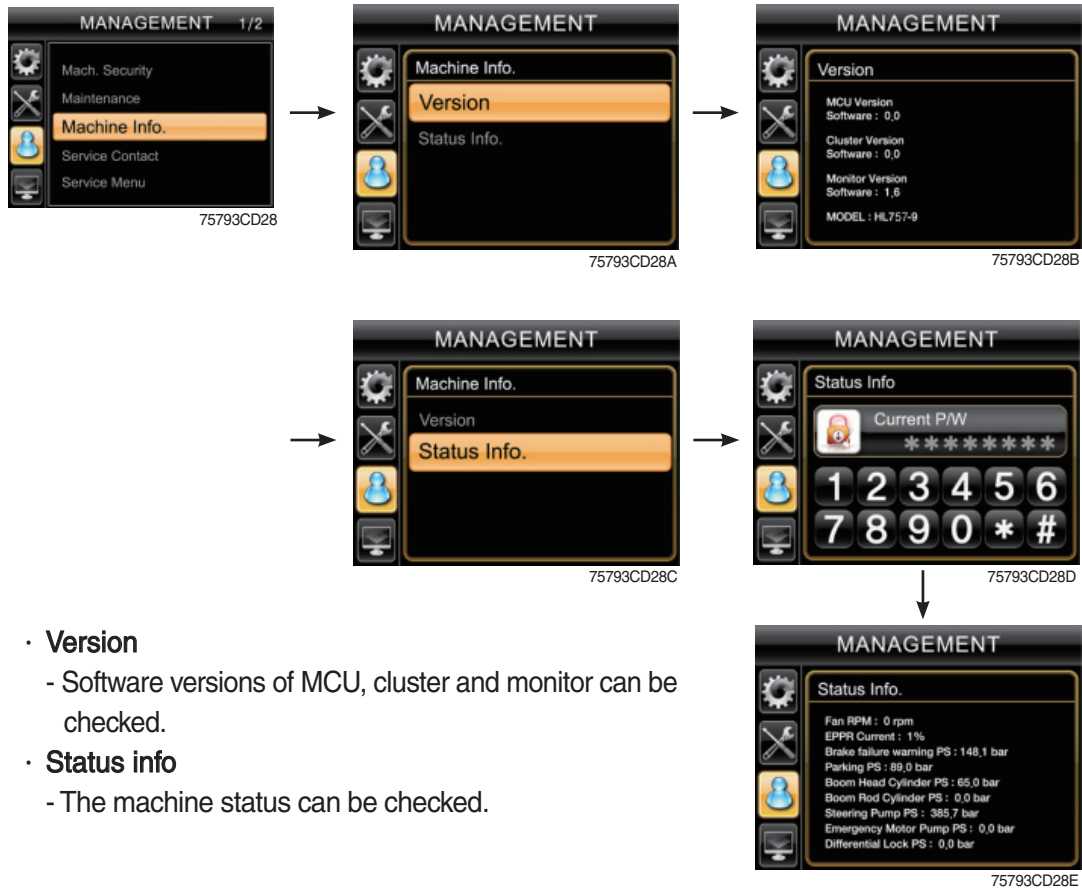 MANAGEMENT 1/2
Mach. Security
Maintenance
Machine Info.
Service Contact
Service Menu
75793CD28
MANAGEMENT
Machine Info.
Version
Status Info.
75793CD28A
MANAGEMENT
Version
MCU Version
Software : 0,0
Cluster Version
Software : 0,0
Monitor Version
Software : 1,6
MODEL : HL757-9
75793CD28B
MANAGEMENT
Machine Info.
Version
Status Info.
75793CD28C
MANAGEMENT
Status Info
Current P/W
********
1 2 3 4 5 6
7 8 9 0 * #
75793CD28D
· Version
- Software versions of MCU, cluster and monitor can be
checked.
· Status info
- The machine status can be checked.
MANAGEMENT
Status Info.
Fan RPM : 0 rpm
EPPR Current : 1%
Brake failure warning PS : 148,1 bar
Parking PS : 89,0 bar
Boom Head Cylinder PS : 65,0 bar
Boom Rod Cylinder PS : 0,0 bar
Steering Pump PS : 385,7 bar
Emergency Motor Pump PS : 0,0 bar
Differential Lock PS : 0,0 bar
75793CD28E